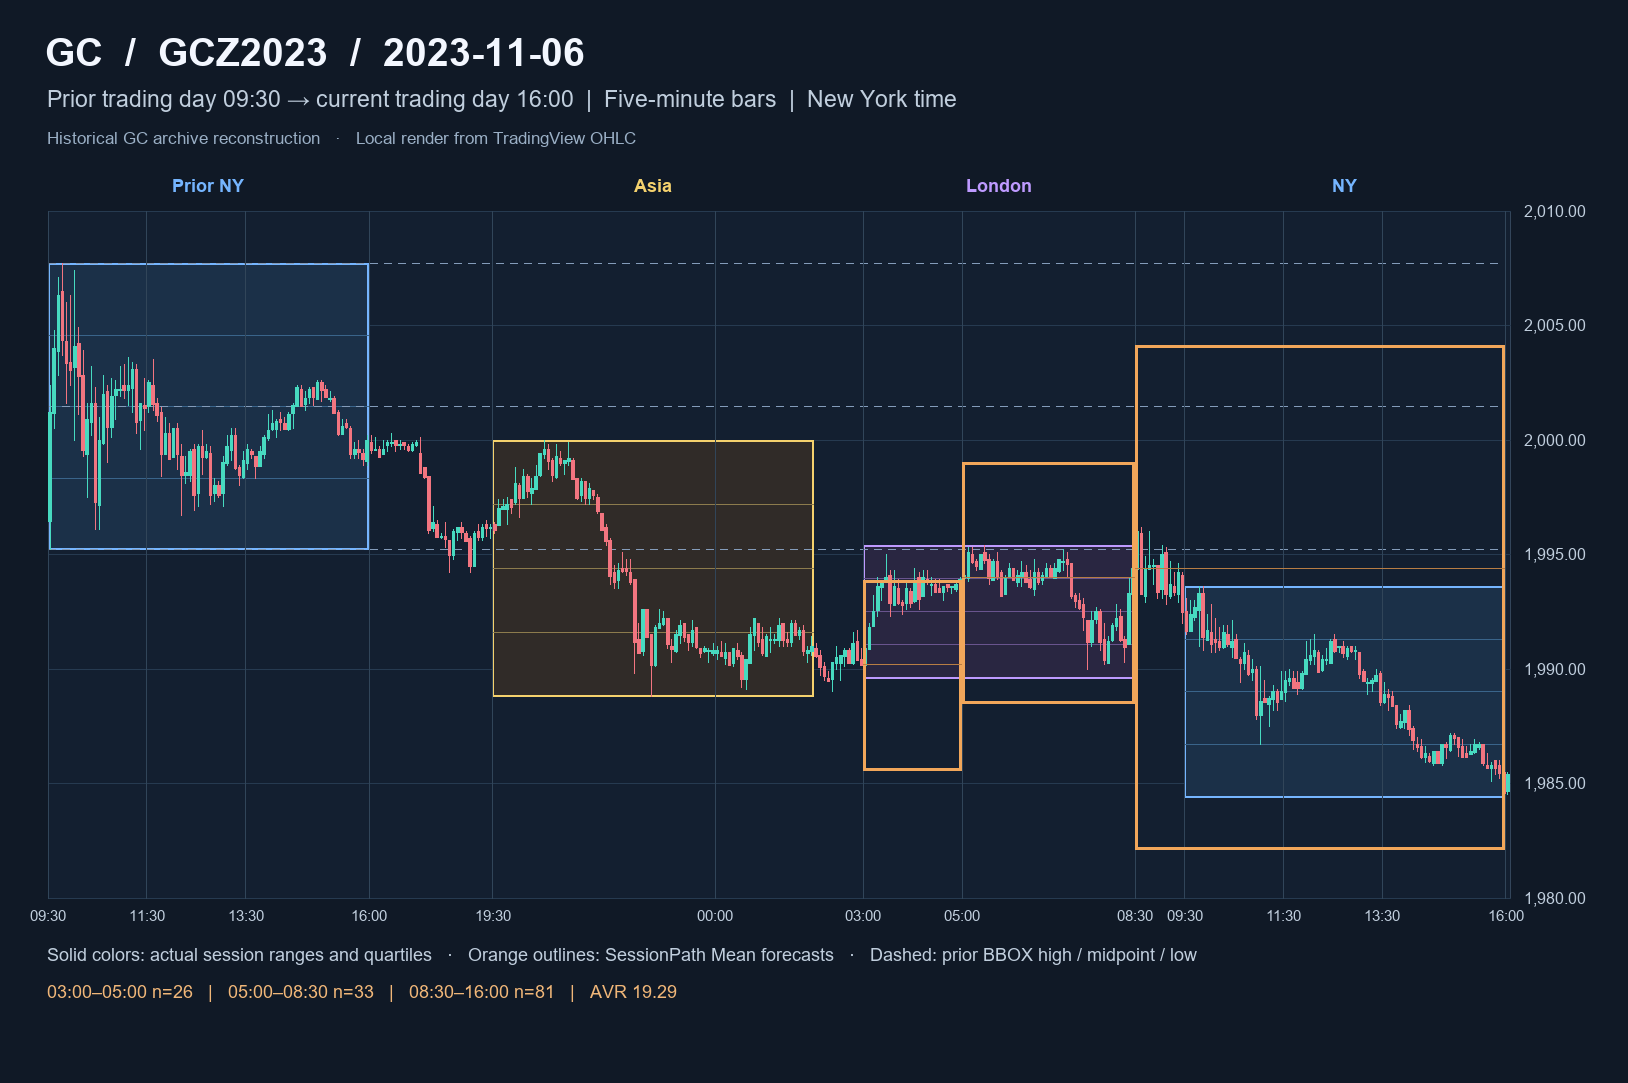 GC / GCZ2023 / 2023-11-06
Prior trading day 09:30 → current trading day 16:00 | Five-minute bars | New York time
Historical GC archive reconstruction · Local render from TradingView OHLC
Prior NY Asia London NY
2,010.00
2,005.00
2,000.00
1,995.00
1,990.00
1,985.00
1,980.00
09:30 11:30 13:30 16:00 19:30 00:00 03:00 05:00 08:30 09:30 11:30 13:30 16:00
Solid colors: actual session ranges and quartiles · Orange outlines: SessionPath Mean forecasts · Dashed: prior BBOX high / midpoint / low
03:00–05:00 n=26 | 05:00–08:30 n=33 | 08:30–16:00 n=81 | AVR 19.29